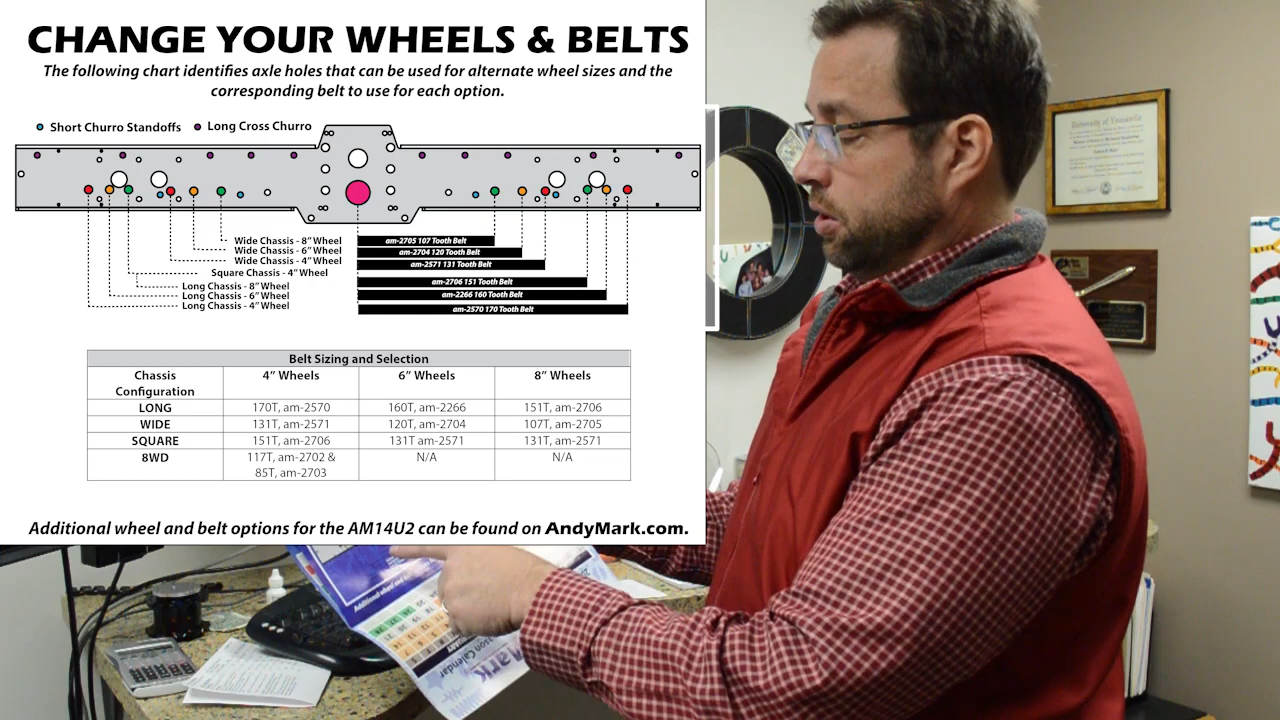 CHANGE YOUR WHEELS & BELTS
The following chart identifies axle holes that can be used for alternate wheel sizes and the
corresponding belt to use for each option.
Short Churro Standoffs Long Cross Churro
Wide Chassis - 8" Wheel am-2705 107 Tooth Belt
Wide Chassis - 6" Wheel am-2704 120 Tooth Belt
Wide Chassis - 4" Wheel am-2571 131 Tooth Belt
Square Chassis - 4" Wheel
Long Chassis - 8" Wheel am-2706 151 Tooth Belt
Long Chassis - 6" Wheel am-2266 160 Tooth Belt
Long Chassis - 4" Wheel am-2570 170 Tooth Belt
Belt Sizing and Selection
Chassis 4” Wheels 6” Wheels 8” Wheels
Configuration
LONG 170T, am-2570 160T, am-2266 151T, am-2706
WIDE 131T, am-2571 120T, am-2704 107T, am-2705
SQUARE 151T, am-2706 131T am-2571 131T, am-2571
8WD 117T, am-2702 & N/A N/A
85T, am-2703
Additional wheel and belt options for the AM14U2 can be found on AndyMark.com.